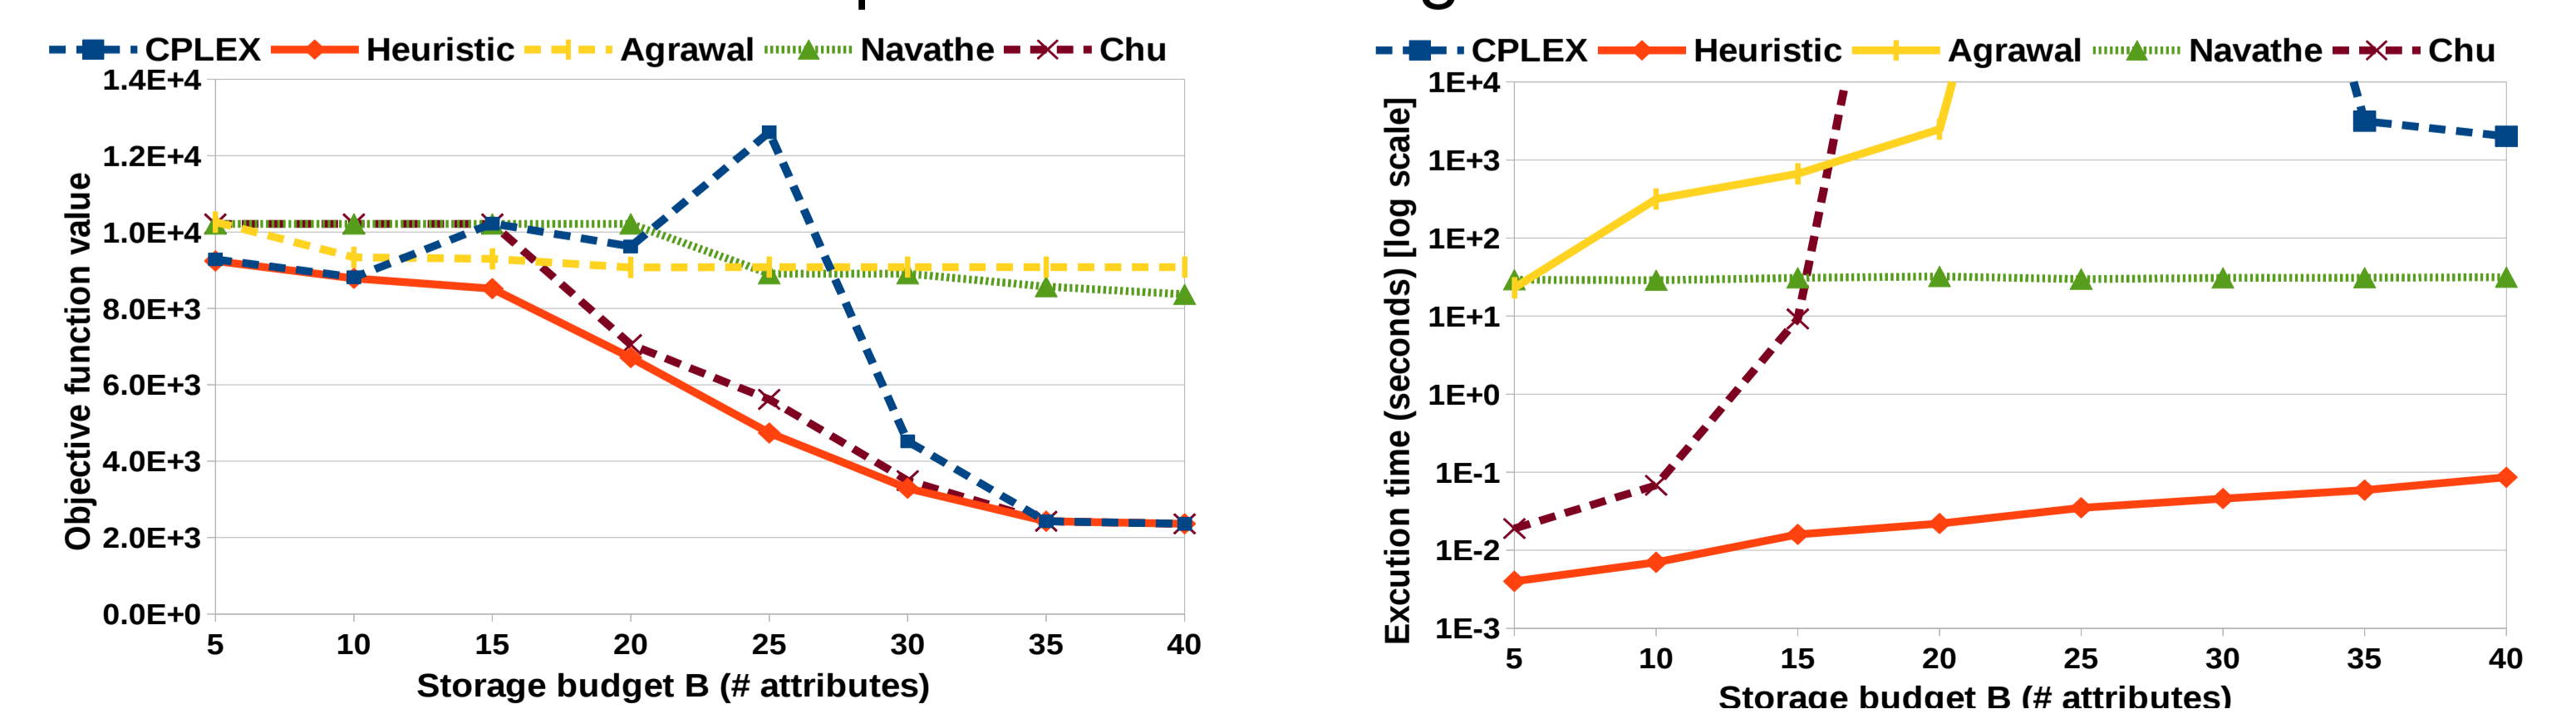 CPLEX Heuristic Agrawal Navathe Chu
1.4E+4
1.2E+4
1.0E+4
8.0E+3
6.0E+3
4.0E+3
2.0E+3
0.0E+0
Objective function value
5 10 15 20 25 30 35 40
Storage budget B (# attributes)
CPLEX Heuristic Agrawal Navathe Chu
1E+4
1E+3
1E+2
1E+1
1E+0
1E-1
1E-2
1E-3
Excution time (seconds) [log scale]
5 10 15 20 25 30 35 40
Storage budget B (# attributes)